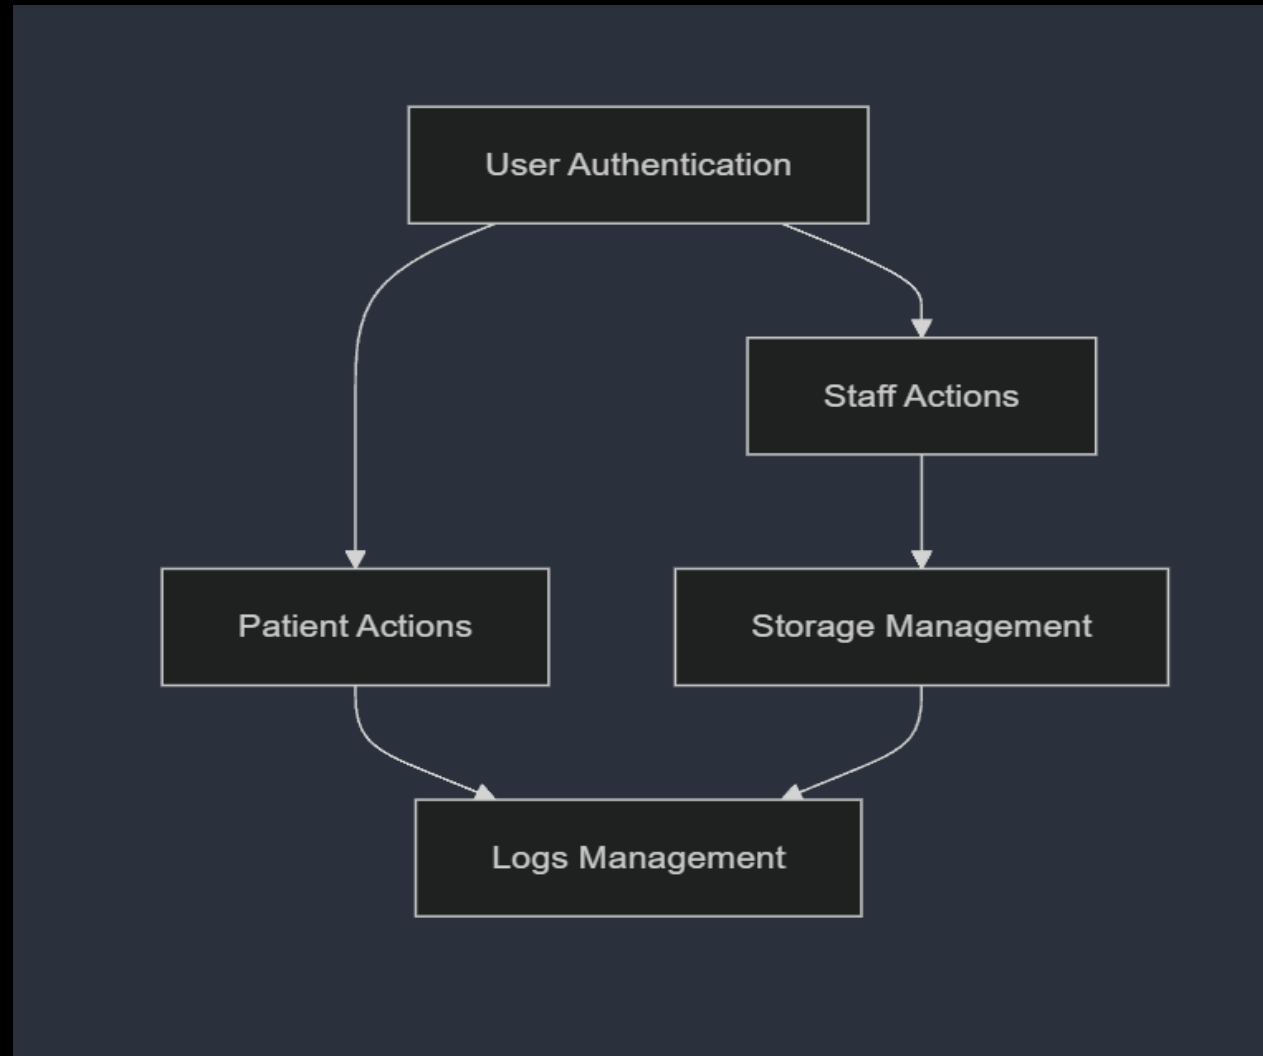 User Authentication
Staff Actions
Patient Actions
Storage Management
Logs Management